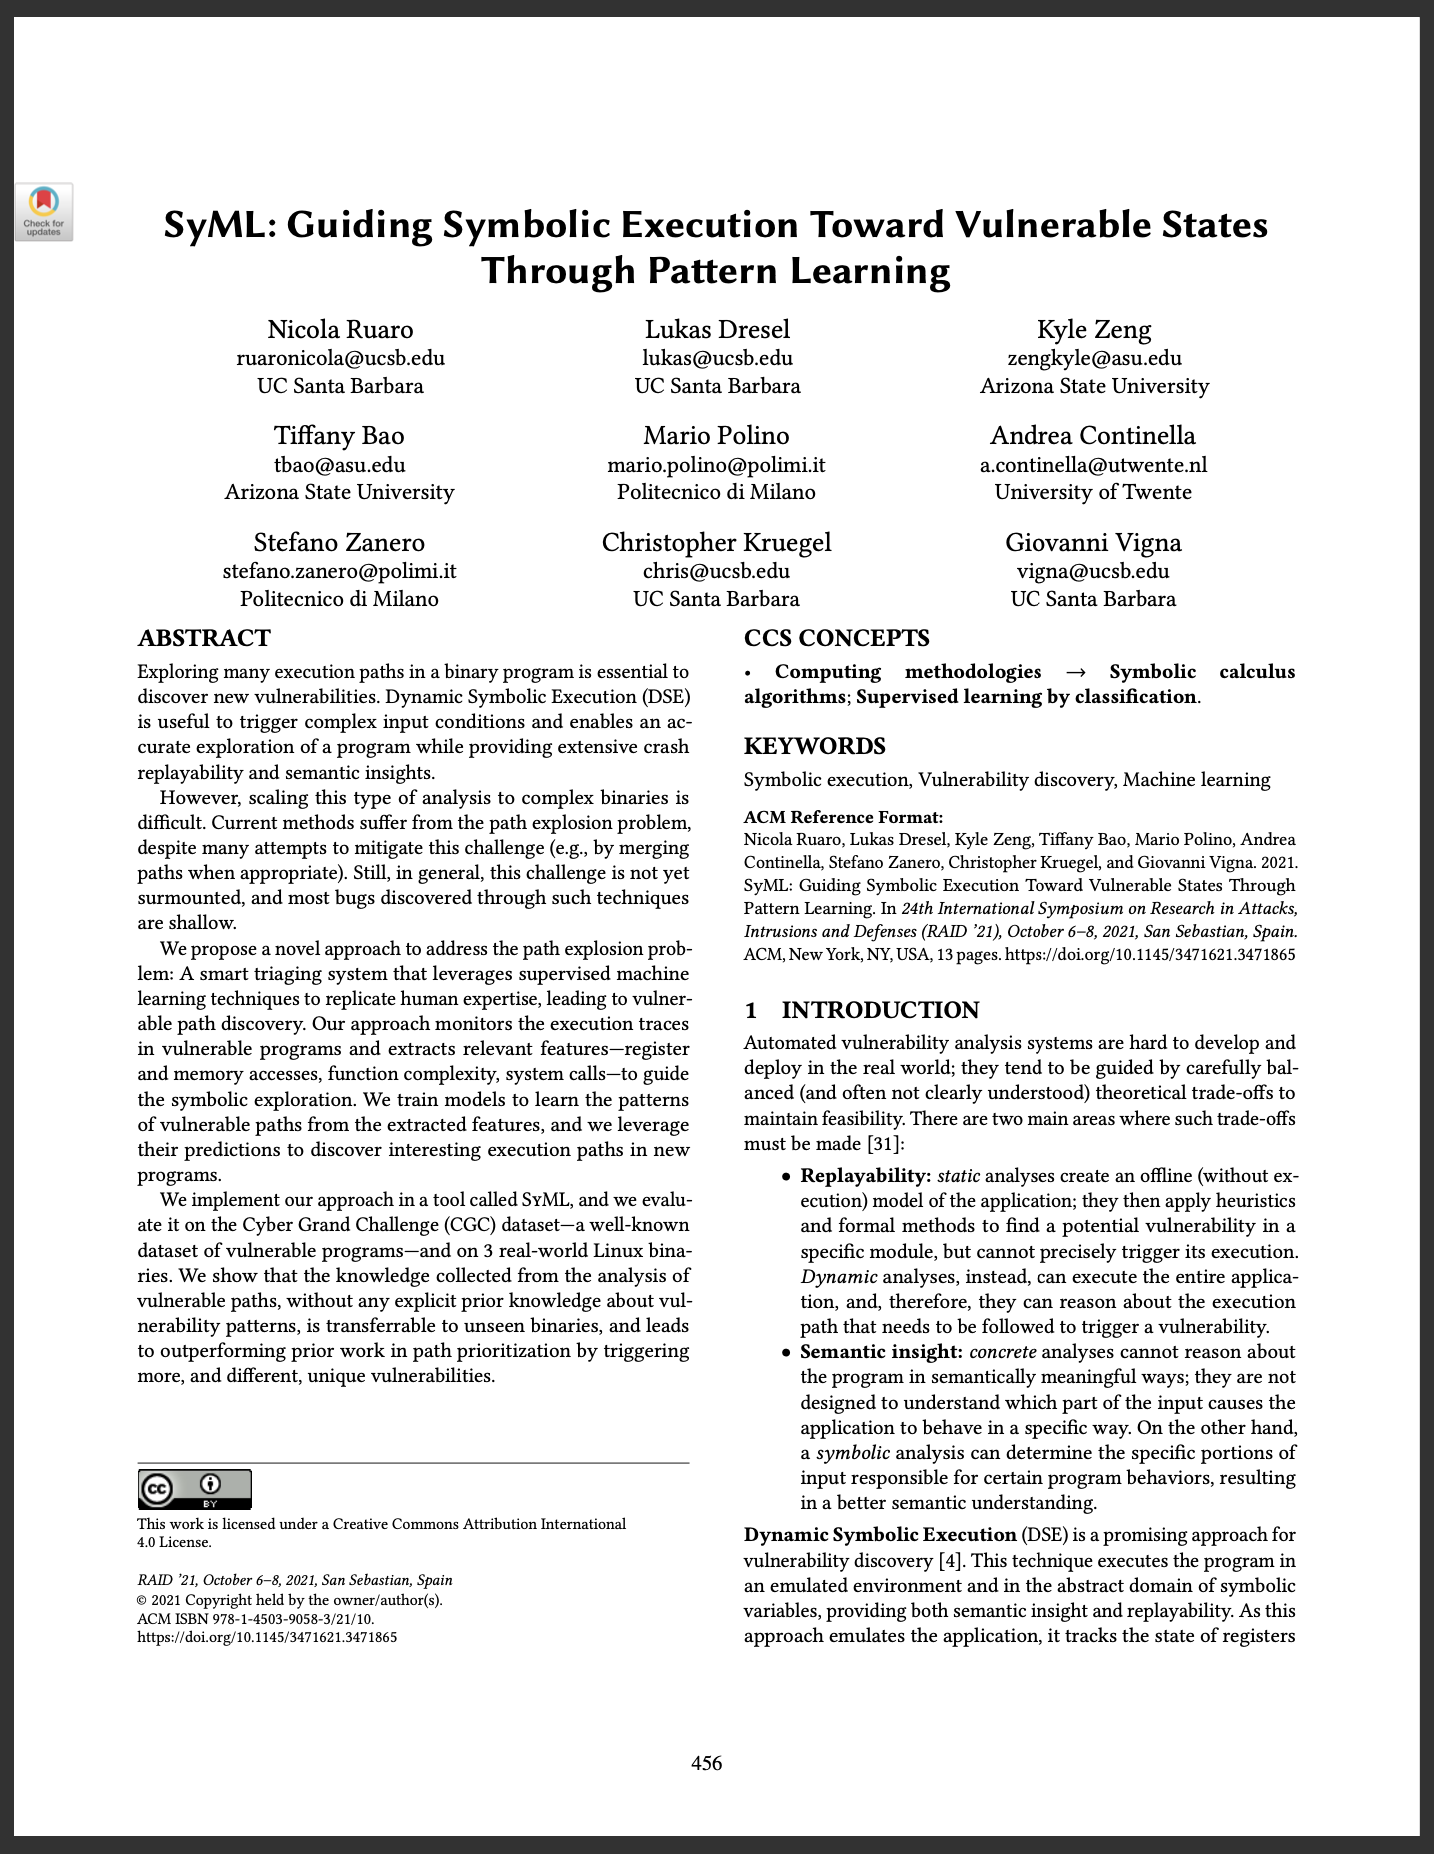 Check for
updates
SyML: Guiding Symbolic Execution Toward Vulnerable States
Through Pattern Learning
Nicola Ruaro
ruaronicola@ucsb.edu
UC Santa Barbara
Lukas Dresel
lukas@ucsb.edu
UC Santa Barbara
Kyle Zeng
zengkyle@asu.edu
Arizona State University
Tiffany Bao
tbao@asu.edu
Arizona State University
Mario Polino
mario.polino@polimi.it
Politecnico di Milano
Andrea Continella
a.continella@utwente.nl
University of Twente
Stefano Zanero
stefano.zanero@polimi.it
Politecnico di Milano
Christopher Kruegel
chris@ucsb.edu
UC Santa Barbara
Giovanni Vigna
vigna@ucsb.edu
UC Santa Barbara
ABSTRACT
Exploring many execution paths in a binary program is essential to
discover new vulnerabilities. Dynamic Symbolic Execution (DSE)
is useful to trigger complex input conditions and enables an ac-
curate exploration of a program while providing extensive crash
replayability and semantic insights.
However, scaling this type of analysis to complex binaries is
difficult. Current methods suffer from the path explosion problem,
despite many attempts to mitigate this challenge (e.g., by merging
paths when appropriate). Still, in general, this challenge is not yet
surmounted, and most bugs discovered through such techniques
are shallow.
We propose a novel approach to address the path explosion prob-
lem: A smart triaging system that leverages supervised machine
learning techniques to replicate human expertise, leading to vulner-
able path discovery. Our approach monitors the execution traces
in vulnerable programs and extracts relevant features—register
and memory accesses, function complexity, system calls—to guide
the symbolic exploration. We train models to learn the patterns
of vulnerable paths from the extracted features, and we leverage
their predictions to discover interesting execution paths in new
programs.
We implement our approach in a tool called SyML, and we evalu-
ate it on the Cyber Grand Challenge (CGC) dataset—a well-known
dataset of vulnerable programs—and on 3 real-world Linux bina-
ries. We show that the knowledge collected from the analysis of
vulnerable paths, without any explicit prior knowledge about vul-
nerability patterns, is transferrable to unseen binaries, and leads
to outperforming prior work in path prioritization by triggering
more, and different, unique vulnerabilities.
cc
BY
This work is licensed under a Creative Commons Attribution International
4.0 License.
RAID ’21, October 6–8, 2021, San Sebastian, Spain
© 2021 Copyright held by the owner/author(s).
ACM ISBN 978-1-4503-9058-3/21/10.
https://doi.org/10.1145/3471621.3471865
CCS CONCEPTS
• Computing methodologies → Symbolic calculus
algorithms; Supervised learning by classification.
KEYWORDS
Symbolic execution, Vulnerability discovery, Machine learning
ACM Reference Format:
Nicola Ruaro, Lukas Dresel, Kyle Zeng, Tiffany Bao, Mario Polino, Andrea
Continella, Stefano Zanero, Christopher Kruegel, and Giovanni Vigna. 2021.
SyML: Guiding Symbolic Execution Toward Vulnerable States Through
Pattern Learning. In 24th International Symposium on Research in Attacks,
Intrusions and Defenses (RAID ’21), October 6–8, 2021, San Sebastian, Spain.
ACM, New York, NY, USA, 13 pages. https://doi.org/10.1145/3471621.3471865
1 INTRODUCTION
Automated vulnerability analysis systems are hard to develop and
deploy in the real world; they tend to be guided by carefully bal-
anced (and often not clearly understood) theoretical trade-offs to
maintain feasibility. There are two main areas where such trade-offs
must be made [31]:
• Replayability: static analyses create an offline (without ex-
ecution) model of the application; they then apply heuristics
and formal methods to find a potential vulnerability in a
specific module, but cannot precisely trigger its execution.
Dynamic analyses, instead, can execute the entire applica-
tion, and, therefore, they can reason about the execution
path that needs to be followed to trigger a vulnerability.
• Semantic insight: concrete analyses cannot reason about
the program in semantically meaningful ways; they are not
designed to understand which part of the input causes the
application to behave in a specific way. On the other hand,
a symbolic analysis can determine the specific portions of
input responsible for certain program behaviors, resulting
in a better semantic understanding.
Dynamic Symbolic Execution (DSE) is a promising approach for
vulnerability discovery [4]. This technique executes the program in
an emulated environment and in the abstract domain of symbolic
variables, providing both semantic insight and replayability. As this
approach emulates the application, it tracks the state of registers
456